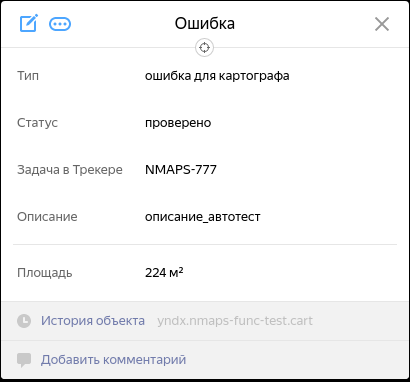 Ошибка
Тип ошибка для картографа
Статус проверено
Задача в Трекере NMAPS-777
Описание описание_автотест
Площадь 224 м²
История объекта yndx.nmaps-func-test.cart
Добавить комментарий